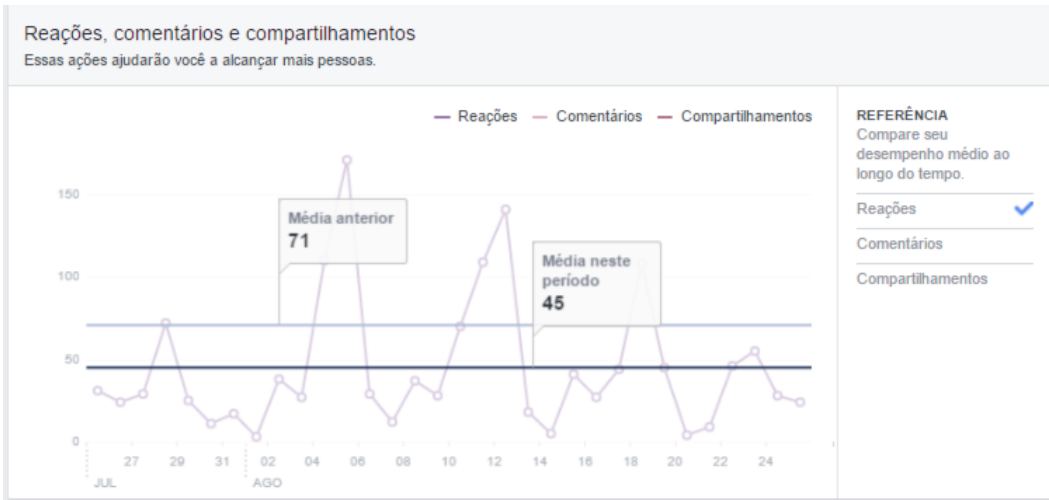 Reações, comentários e compartilhamentos
Essas ações ajudarão você a alcançar mais pessoas.
Reações
Comentários
Compartilhamentos
REFERÊNCIA
Compare seu
desempenho médio ao
longo do tempo.
Reações
Comentários
Compartilhamentos
150
100
50
0
Média anterior
71
Média neste
período
45
27 29 31 02 04 06 08 10 12 14 16 18 20 22 24
JUL AGO